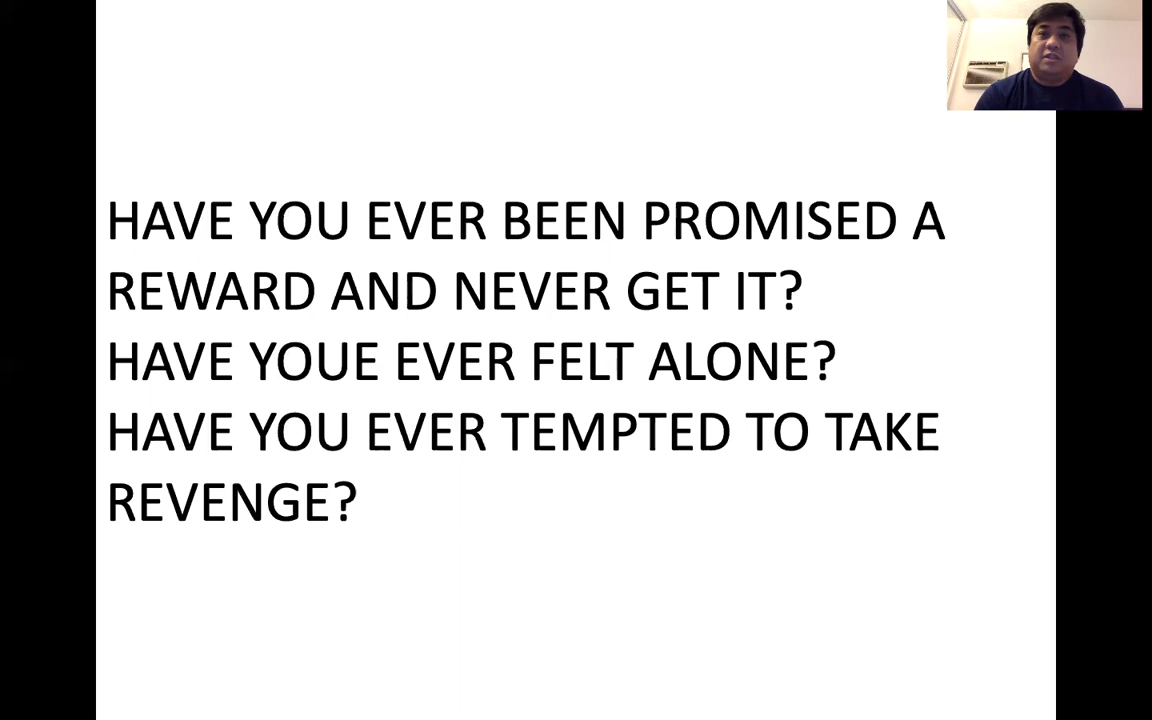 HAVE YOU EVER BEEN PROMISED A
REWARD AND NEVER GET IT?
HAVE YOUE EVER FELT ALONE?
HAVE YOU EVER TEMPTED TO TAKE
REVENGE?